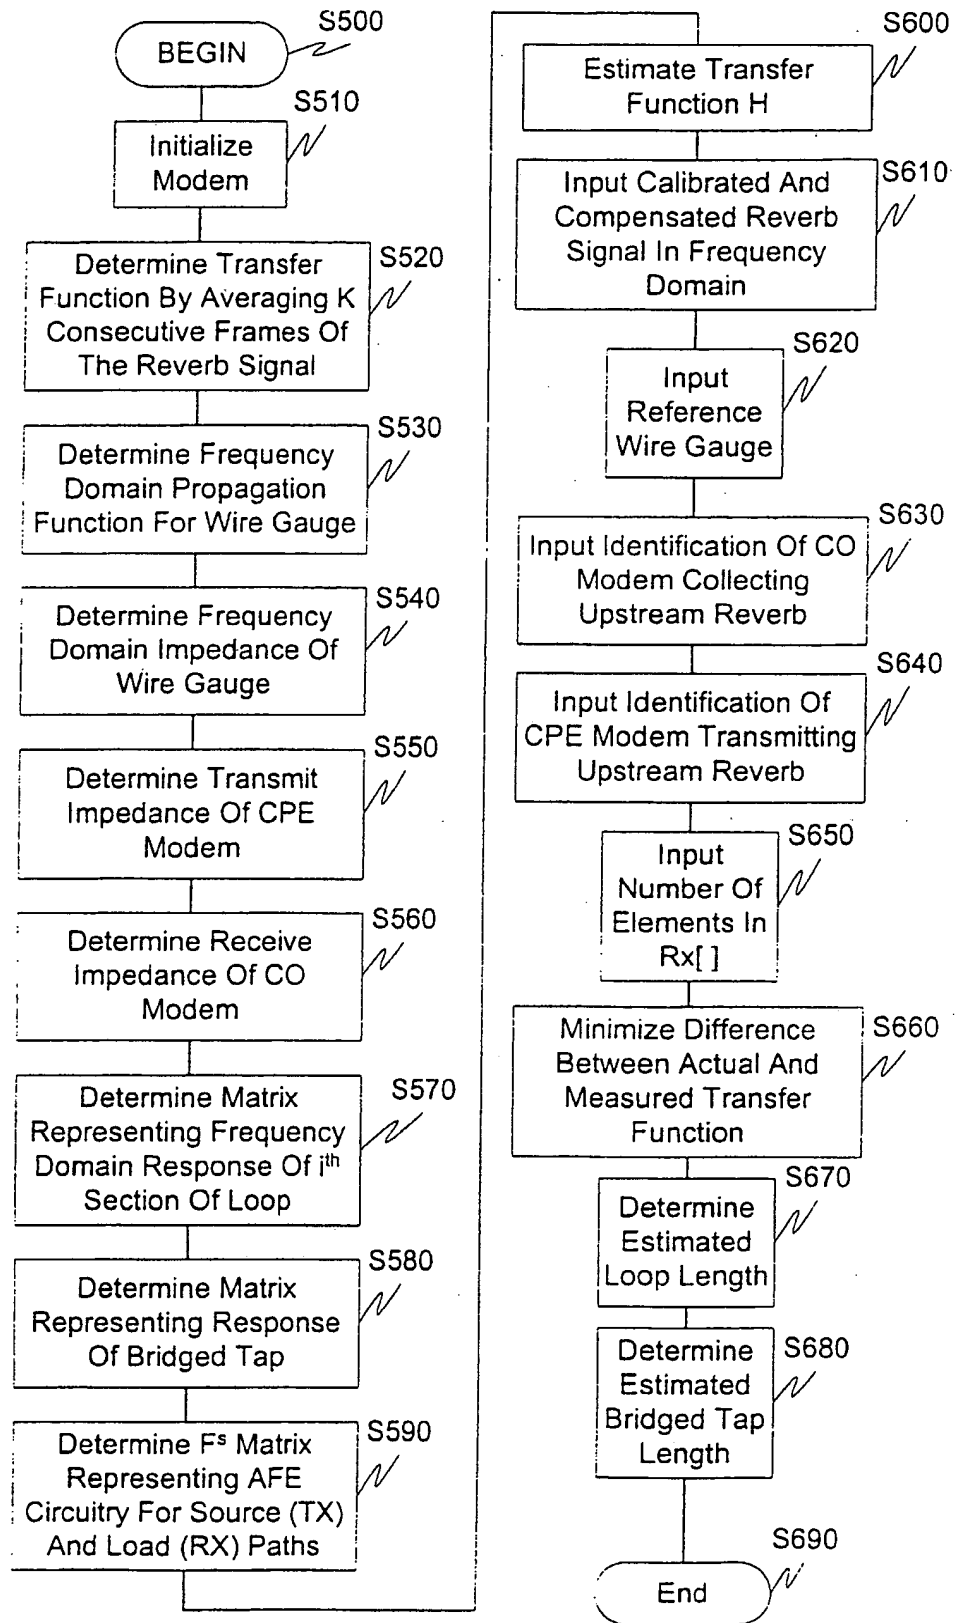 BEGIN
S500
Initialize
Modem
S510
Determine Transfer
Function By Averaging K
Consecutive Frames Of
The Reverb Signal
S520
Determine Frequency
Domain Propagation
Function For Wire Gauge
S530
Determine Frequency
Domain Impedance Of
Wire Gauge
S540
Determine Transmit
Impedance Of CPE
Modem
S550
Determine Receive
Impedance Of CO
Modem
S560
Determine Matrix
Representing Frequency
Domain Response Of ith
Section Of Loop
S570
Determine Matrix
Representing Response
Of Bridged Tap
S580
Determine Fs Matrix
Representing AFE
Circuitry For Source (TX)
And Load (RX) Paths
S590
Estimate Transfer
Function H
S600
Input Calibrated And
Compensated Reverb
Signal In Frequency
Domain
S610
Input
Reference
Wire Gauge
S620
Input Identification Of CO
Modem Collecting
Upstream Reverb
S630
Input Identification Of
CPE Modem Transmitting
Upstream Reverb
S640
Input
Number Of
Elements In
Rx[ ]
S650
Minimize Difference
Between Actual And
Measured Transfer
Function
S660
Determine
Estimated
Loop Length
S670
Determine
Estimated
Bridged Tap
Length
S680
End
S690